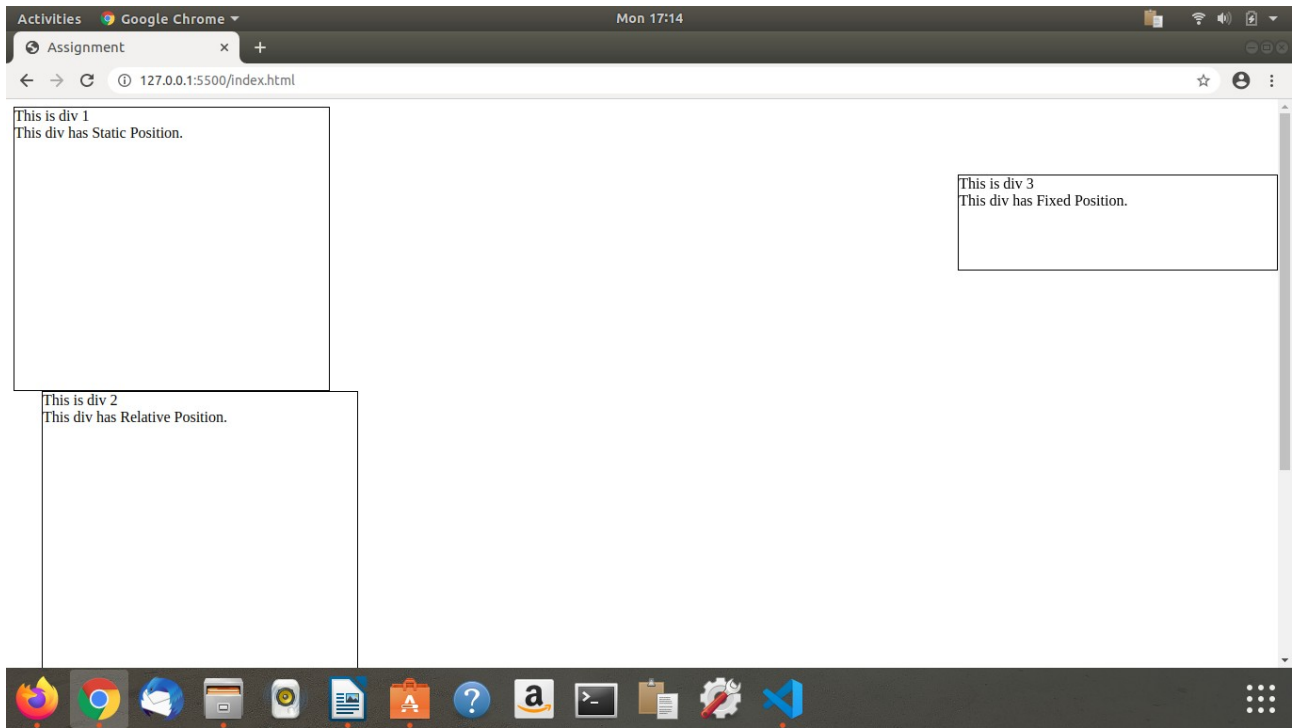 Activities Google Chrome Mon 17:14
Assignment
127.0.0.1:5500/index.html
This is div 1
This div has Static Position.
This is div 3
This div has Fixed Position.
This is div 2
This div has Relative Position.